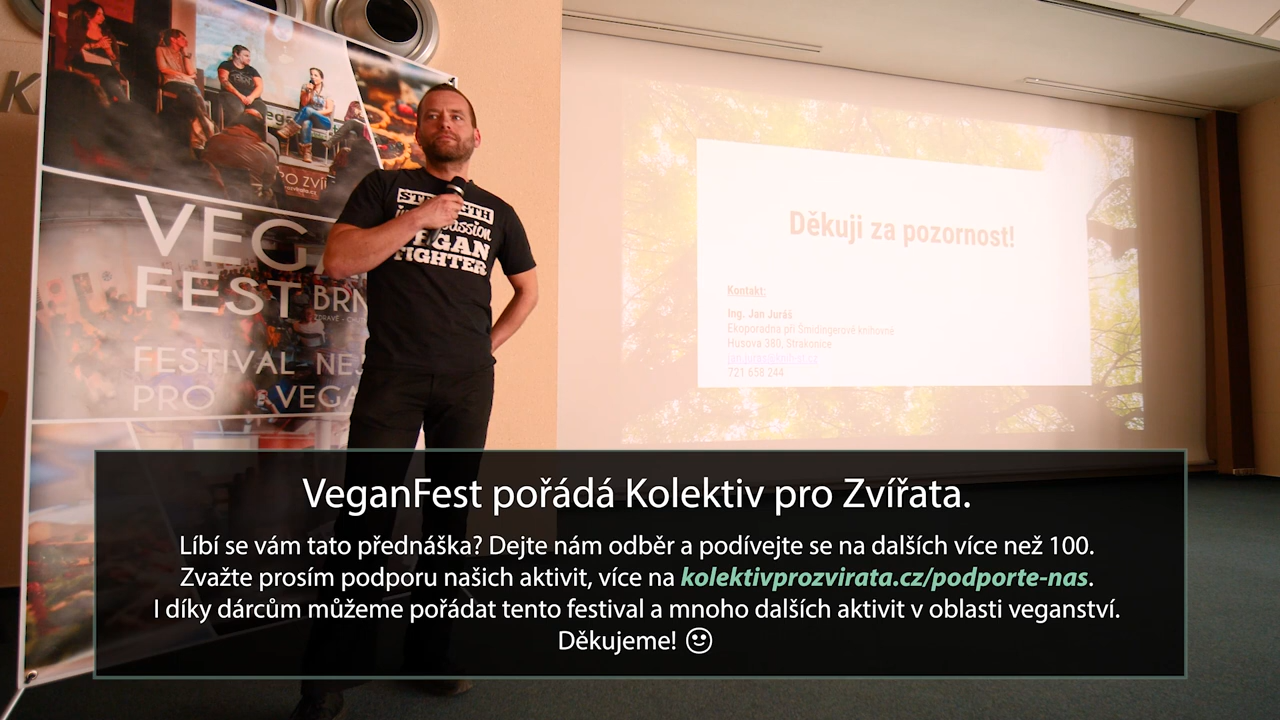 K
VEGA
FEST BRN
FESTIVAL NEJ
PRO VEGA
STRENGTH
VEGAN
FIGHTER
Děkuji za pozornost!
Kontakt:
Ing. Jan Juráš
Ekoporadna při Šmidingerově knihovně
Husova 380, Strakonice
721 658 244
VeganFest pořádá Kolektiv pro Zvířata.
Líbí se vám tato přednáška? Dejte nám odběr a podívejte se na dalších více než 100.
Zvažte prosím podporu našich aktivit, více na kolektivprozvirata.cz/podporte-nas.
I díky dárcům můžeme pořádat tento festival a mnoho dalších aktivit v oblasti veganství.
Děkujeme! 🙂